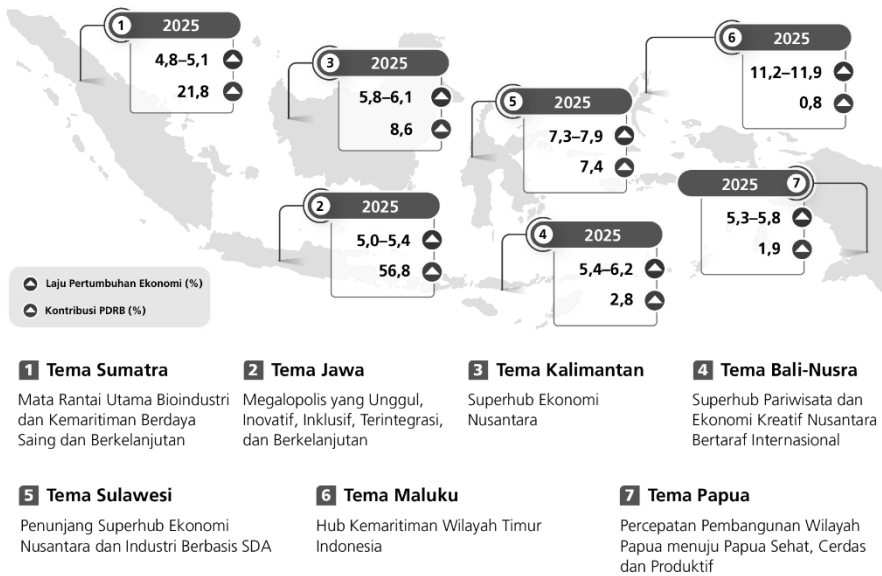 1 2025
4,8–5,1
21,8
3 2025
5,8–6,1
8,6
5 2025
7,3–7,9
7,4
6 2025
11,2–11,9
0,8
2 2025
5,0–5,4
56,8
4 2025
5,4–6,2
2,8
2025 7
5,3–5,8
1,9
Laju Pertumbuhan Ekonomi (%)
Kontribusi PDRB (%)
1 Tema Sumatra
Mata Rantai Utama Bioindustri
dan Kemaritiman Berdaya
Saing dan Berkelanjutan
2 Tema Jawa
Megalopolis yang Unggul,
Inovatif, Inklusif, Terintegrasi,
dan Berkelanjutan
3 Tema Kalimantan
Superhub Ekonomi
Nusantara
4 Tema Bali-Nusra
Superhub Pariwisata dan
Ekonomi Kreatif Nusantara
Bertaraf Internasional
5 Tema Sulawesi
Penunjang Superhub Ekonomi
Nusantara dan Industri Berbasis SDA
6 Tema Maluku
Hub Kemaritiman Wilayah Timur
Indonesia
7 Tema Papua
Percepatan Pembangunan Wilayah
Papua menuju Papua Sehat, Cerdas
dan Produktif